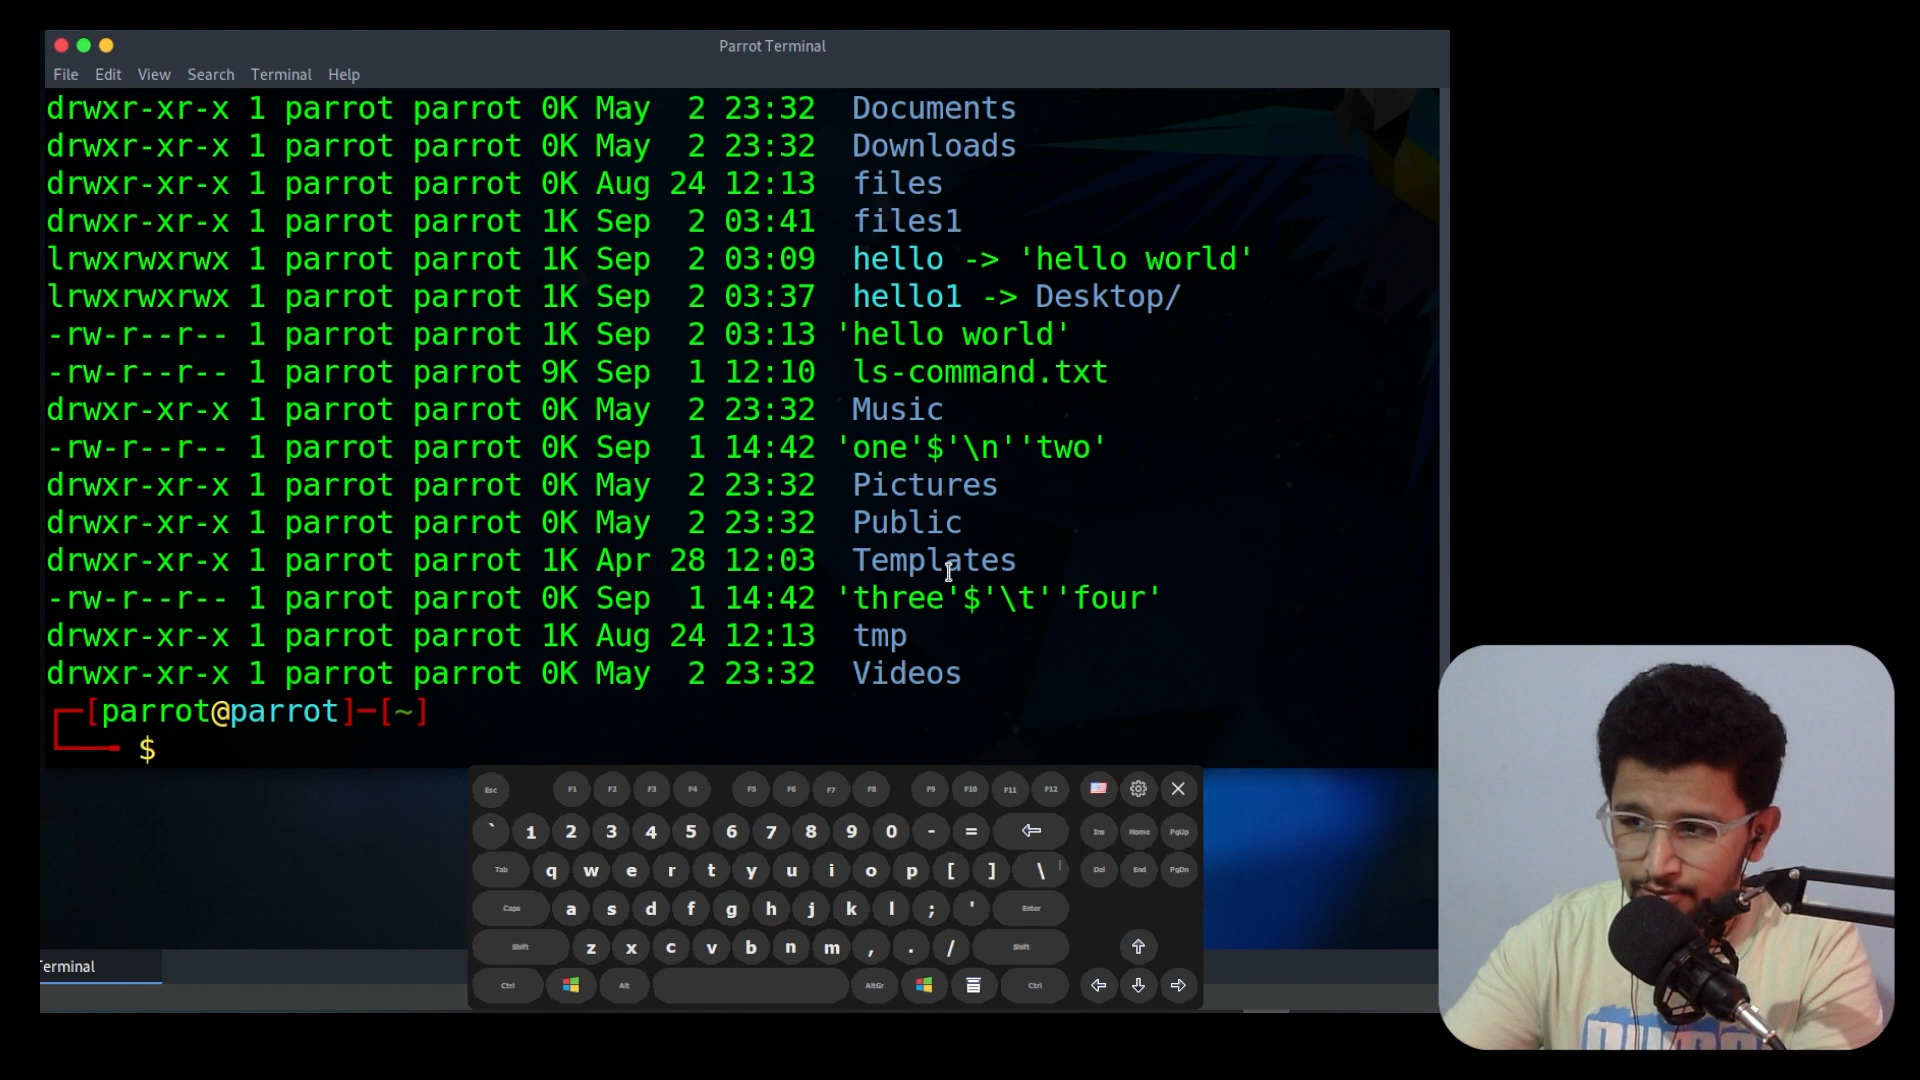 Parrot Terminal
File Edit View Search Terminal Help
drwxr-xr-x 1 parrot parrot 0K May  2 23:32  Documents
drwxr-xr-x 1 parrot parrot 0K May  2 23:32  Downloads
drwxr-xr-x 1 parrot parrot 0K Aug 24 12:13  files
drwxr-xr-x 1 parrot parrot 1K Sep  2 03:41  files1
lrwxrwxrwx 1 parrot parrot 1K Sep  2 03:09  hello -> 'hello world'
lrwxrwxrwx 1 parrot parrot 1K Sep  2 03:37  hello1 -> Desktop/
-rw-r--r-- 1 parrot parrot 1K Sep  2 03:13 'hello world'
-rw-r--r-- 1 parrot parrot 9K Sep  1 12:10  ls-command.txt
drwxr-xr-x 1 parrot parrot 0K May  2 23:32  Music
-rw-r--r-- 1 parrot parrot 0K Sep  1 14:42 'one'$'\n''two'
drwxr-xr-x 1 parrot parrot 0K May  2 23:32  Pictures
drwxr-xr-x 1 parrot parrot 0K May  2 23:32  Public
drwxr-xr-x 1 parrot parrot 1K Apr 28 12:03  Templates
-rw-r--r-- 1 parrot parrot 0K Sep  1 14:42 'three'$'\t''four'
drwxr-xr-x 1 parrot parrot 1K Aug 24 12:13  tmp
drwxr-xr-x 1 parrot parrot 0K May  2 23:32  Videos
┌─[parrot@parrot]─[~]
└──╼ $
Esc F1 F2 F3 F4 F5 F6 F7 F8 F9 F10 F11 F12
` 1 2 3 4 5 6 7 8 9 0 - = Ins Home PgUp
Tab q w e r t y u i o p [ ] \ | Del End PgDn
Caps a s d f g h j k l ; ' Enter
Shift z x c v b n m , . / Shift
Ctrl Alt AltGr Ctrl
erminal